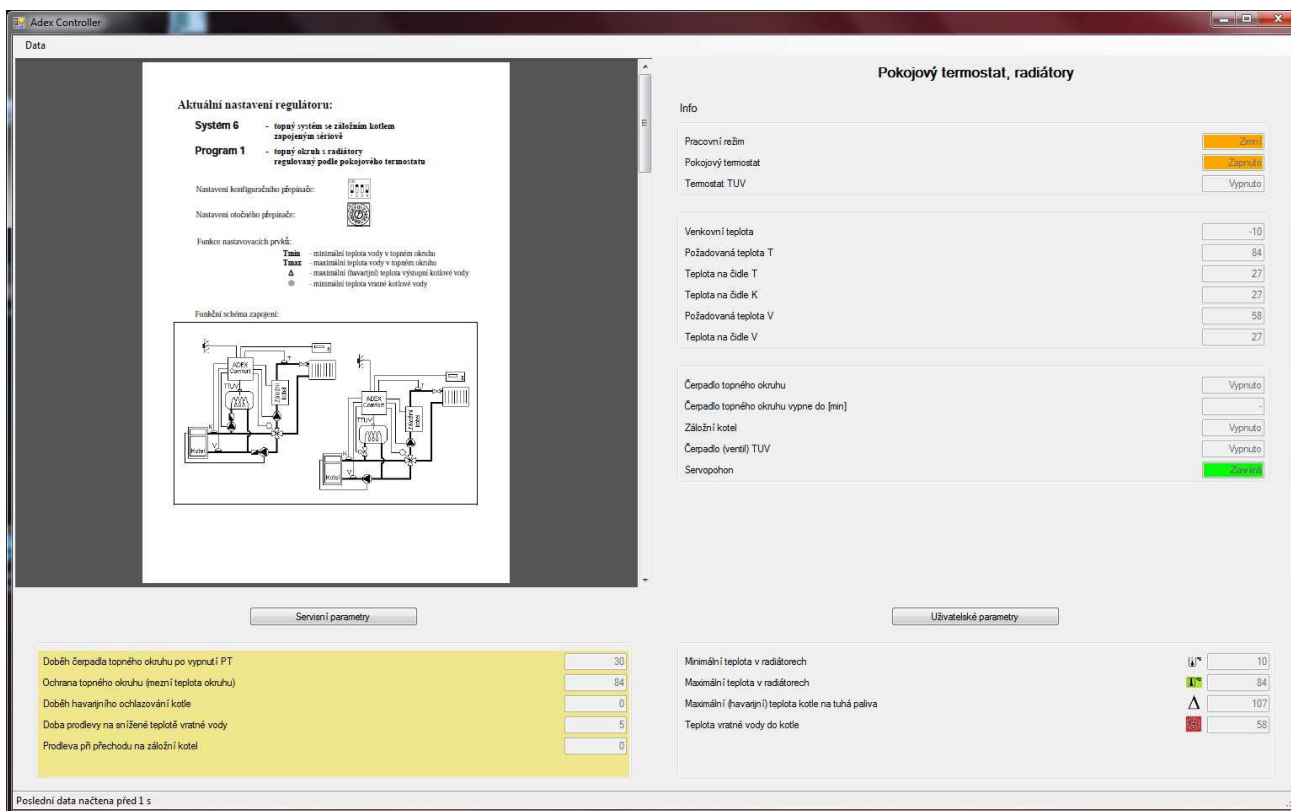 Adex Controller
Data
Aktuální nastavení regulátoru:
Systém 6 - topný systém se záložním kotlem
zapojeným sériově
Program 1 - topný okruh s radiátory
regulovaný podle pokojového termostatu
Nastavení konfiguračního přepínače:
Nastavení otočného přepínače:
Funkce nastavovacích prvků:
Tmin - minimální teplota vody v topném okruhu
Tmax - maximální teplota vody v topném okruhu
Δ - maximální (havarijní) teplota výstupní kotlové vody
- minimální teplota vratné kotlové vody
Funkční schéma zapojení:
ADEX
Comfort
T
TTUV
Záložní
kotel
K
V
Kotel
ADEX
Comfort
T
TTUV
Záložní
kotel
K
V
Kotel
Pokojový termostat, radiátory
Info
Pracovní režim Zimní
Pokojový termostat Zapnuto
Termostat TUV Vypnuto
Venkovní teplota -10
Požadovaná teplota T 84
Teplota na čidle T 27
Teplota na čidle K 27
Požadovaná teplota V 58
Teplota na čidle V 27
Čerpadlo topného okruhu Vypnuto
Čerpadlo topného okruhu vypne do [min] -
Záložní kotel Vypnuto
Čerpadlo (ventil) TUV Vypnuto
Servopohon Zavírá
Servisní parametry
Doběh čerpadla topného okruhu po vypnutí PT 30
Ochrana topného okruhu (mezní teplota okruhu) 84
Doběh havarijního ochlazování kotle 0
Doba prodlevy na snížené teplotě vratné vody 5
Prodleva při přechodu na záložní kotel 0
Uživatelské parametry
Minimální teplota v radiátorech 10
Maximální teplota v radiátorech 84
Maximální (havarijní) teplota kotle na tuhá paliva Δ 107
Teplota vratné vody do kotle 58
Poslední data načtena před 1 s